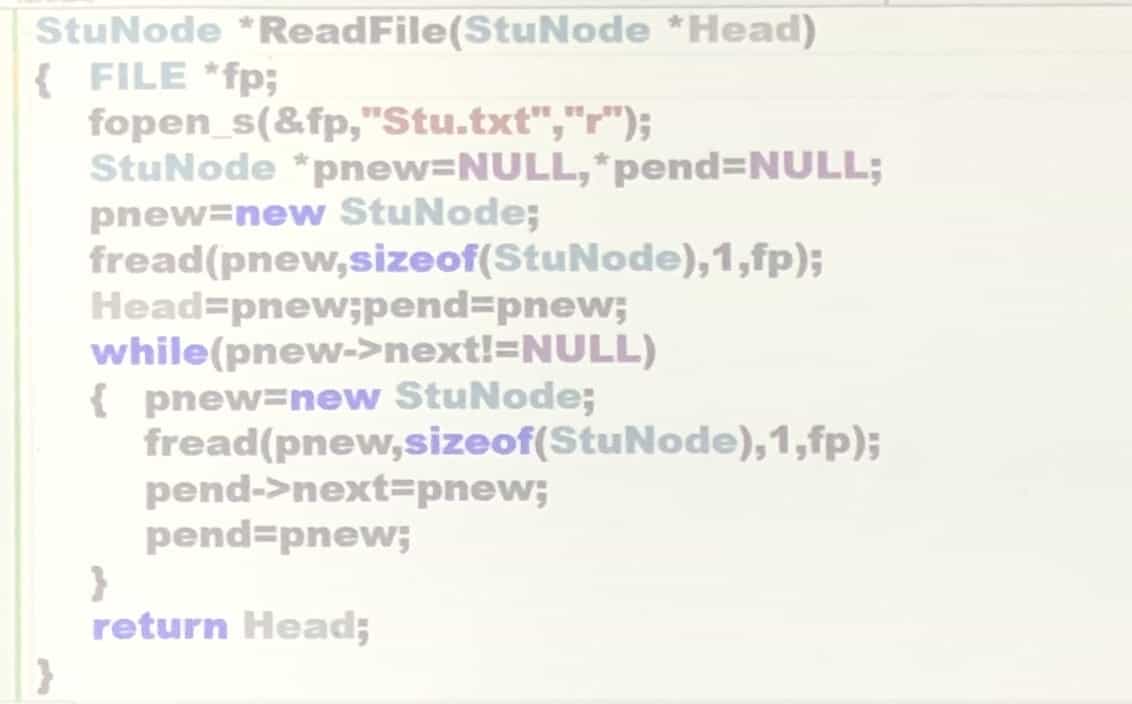 StuNode *ReadFile(StuNode *Head)
{ FILE *fp;
fopen_s(&fp,"Stu.txt","r");
StuNode *pnew=NULL,*pend=NULL;
pnew=new StuNode;
fread(pnew,sizeof(StuNode),1,fp);
Head=pnew;pend=pnew;
while(pnew->next!=NULL)
{ pnew=new StuNode;
fread(pnew,sizeof(StuNode),1,fp);
pend->next=pnew;
pend=pnew;
}
return Head;
}